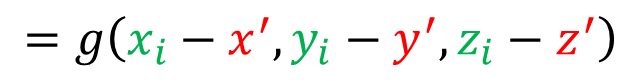 = g(xᵢ − x′, yᵢ − y′, zᵢ − z′)